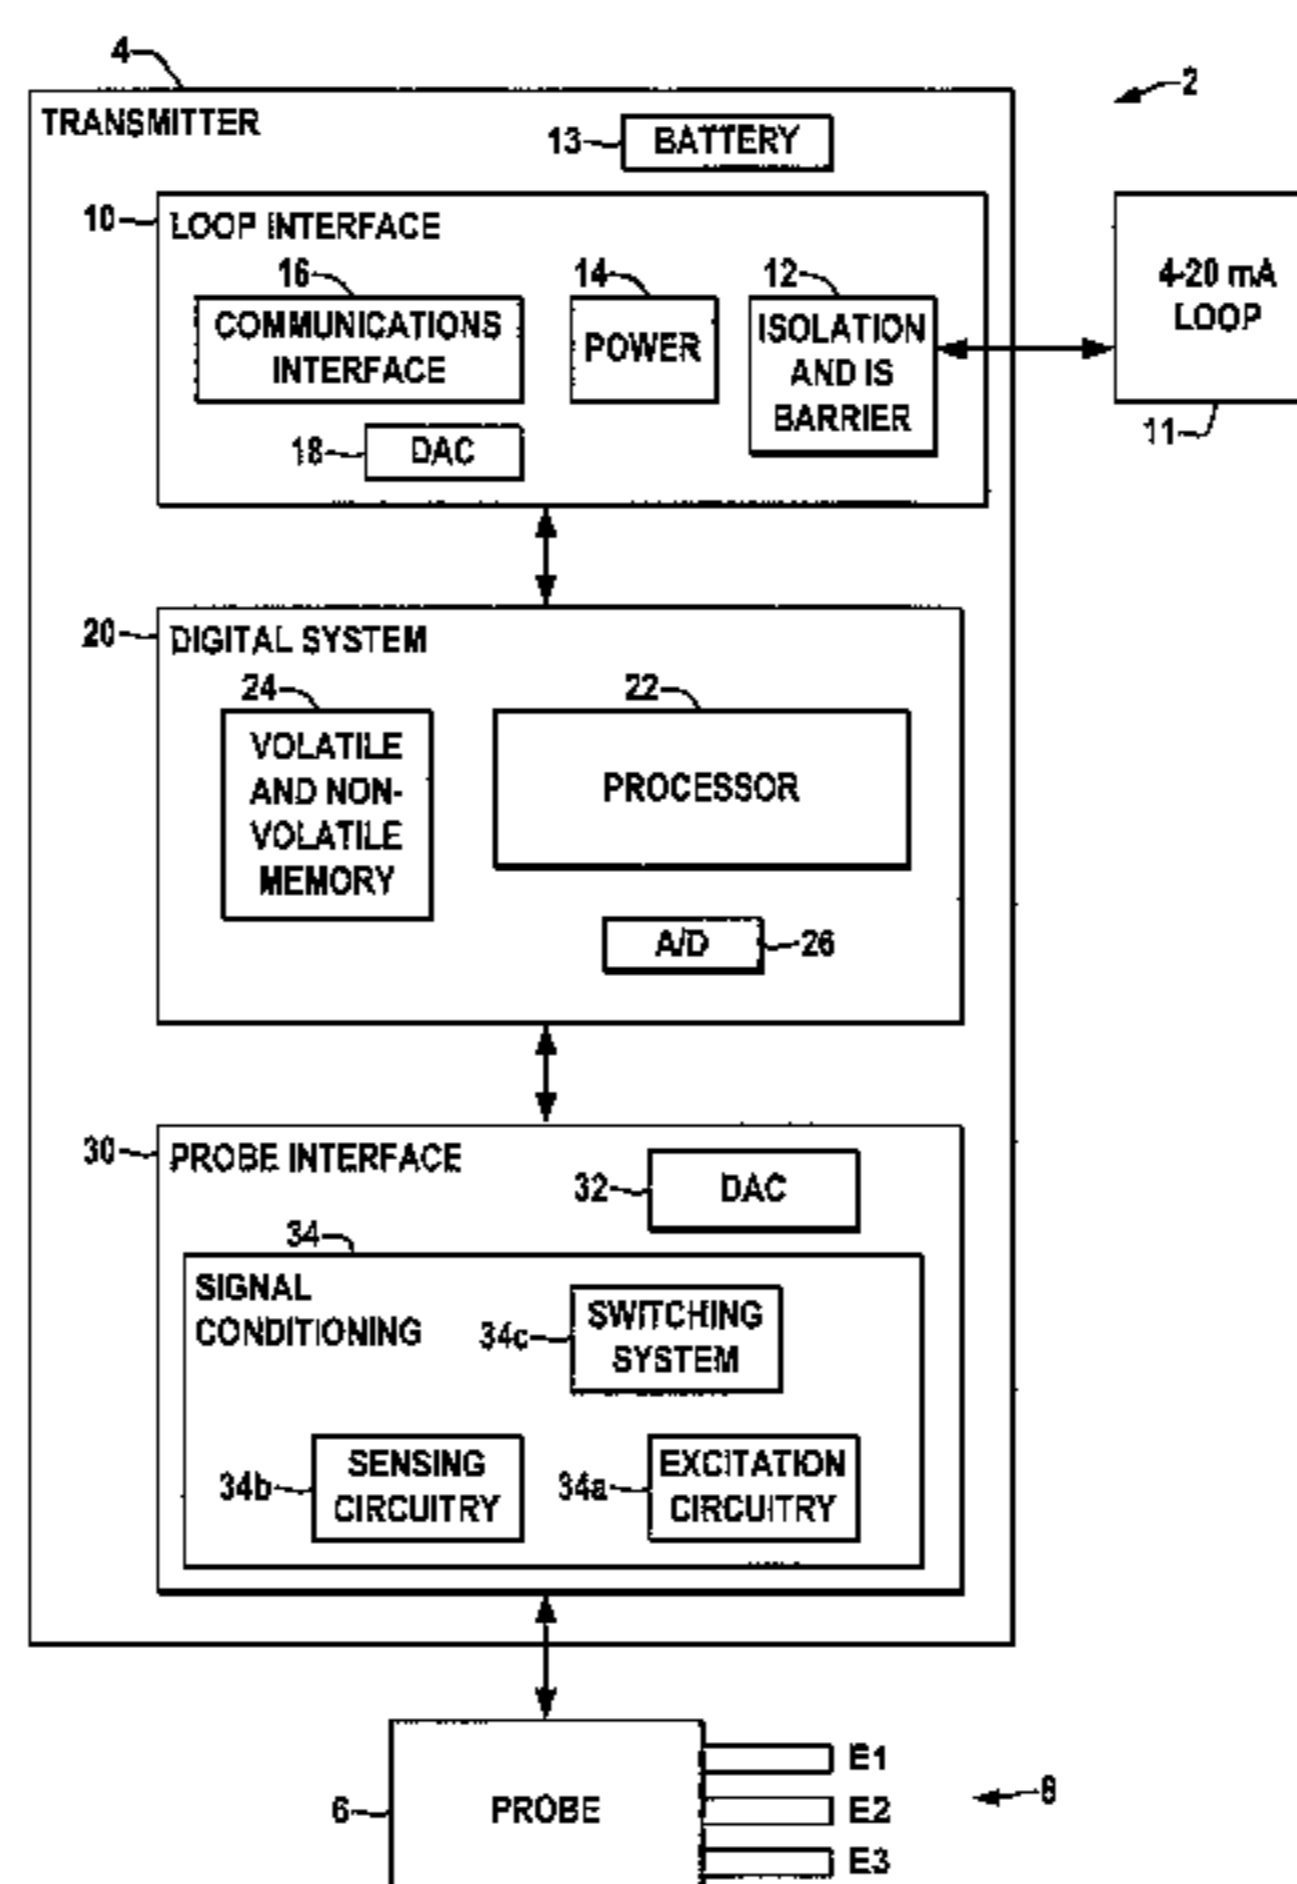 4
2
TRANSMITTER
13
BATTERY
10
LOOP INTERFACE
16
14
12
4-20 mA
LOOP
COMMUNICATIONS
INTERFACE
POWER
ISOLATION
AND IS
BARRIER
11
18
DAC
20
DIGITAL SYSTEM
24
22
VOLATILE
AND NON-
VOLATILE
MEMORY
PROCESSOR
A/D
26
30
PROBE INTERFACE
32
DAC
34
SIGNAL
CONDITIONING
34c
SWITCHING
SYSTEM
34b
SENSING
CIRCUITRY
34a
EXCITATION
CIRCUITRY
6
PROBE
E1
E2
E3
8